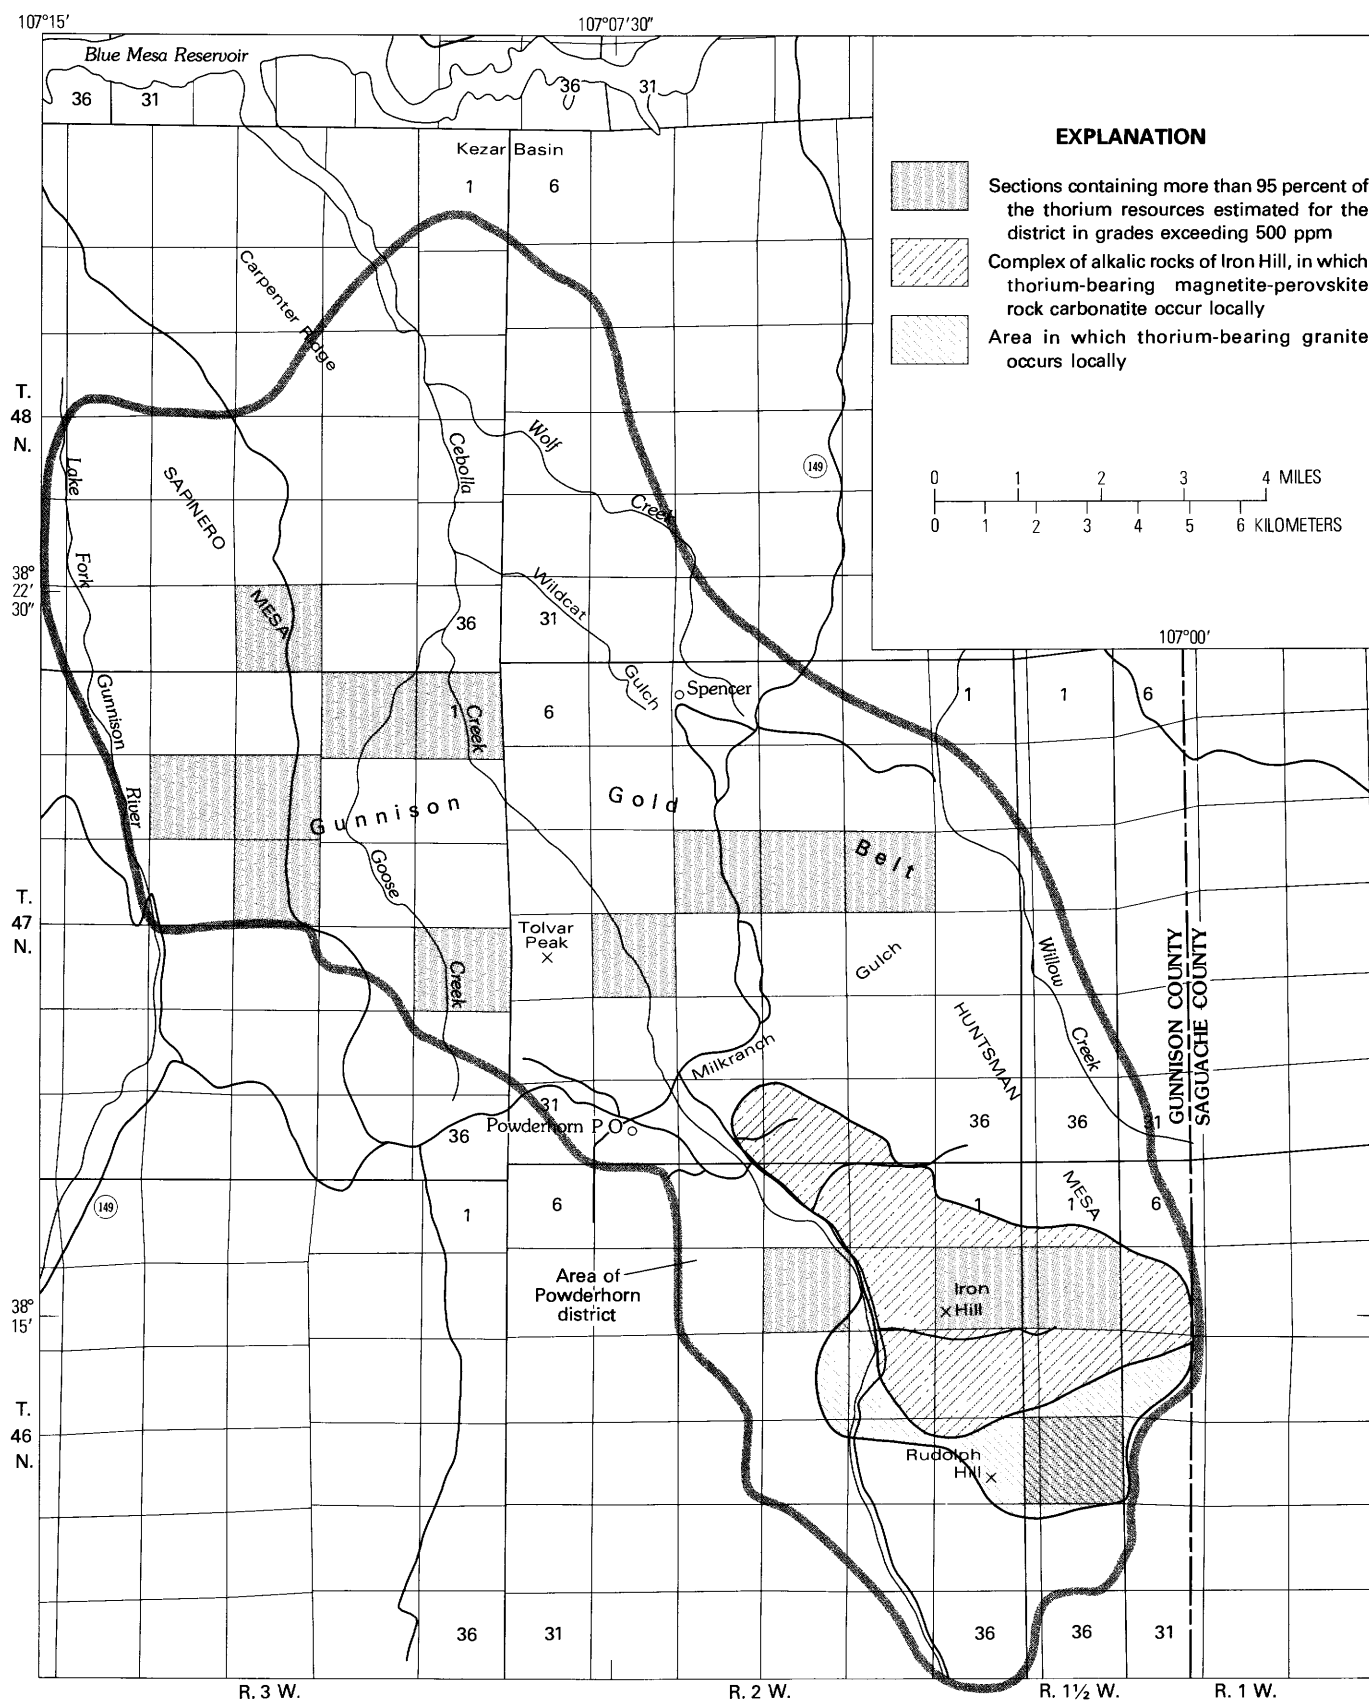 107°15'
107°07'30"
Blue Mesa Reservoir
36
31
36
31
Kezar Basin
1
6
EXPLANATION
Sections containing more than 95 percent of
the thorium resources estimated for the
district in grades exceeding 500 ppm
Complex of alkalic rocks of Iron Hill, in which
thorium-bearing magnetite-perovskite
rock carbonatite occur locally
Area in which thorium-bearing granite
occurs locally
0 1 2 3 4 MILES
0 1 2 3 4 5 6 KILOMETERS
Carpenter Ridge
T.
48
N.
Lake Fork Gunnison River
SAPINERO MESA
Cebolla Creek
Wolf Creek
149
38°
22'
30"
Wildcat Gulch
36
31
107°00'
Spencer
1
6
1
1
6
Gunnison Gold Belt
Goose Creek
T.
47
N.
Tolvar
Peak
Gulch
Milkranch
Willow Creek
HUNTSMAN MESA
GUNNISON COUNTY
SAGUACHE COUNTY
31
36
Powderhorn P O
36
36
31
149
1
6
1
1
6
Area of
Powderhorn
district
Iron
Hill
38°
15'
T.
46
N.
Rudolph
Hill
36
31
36
36
31
R. 3 W.
R. 2 W.
R. 1½ W.
R. 1 W.